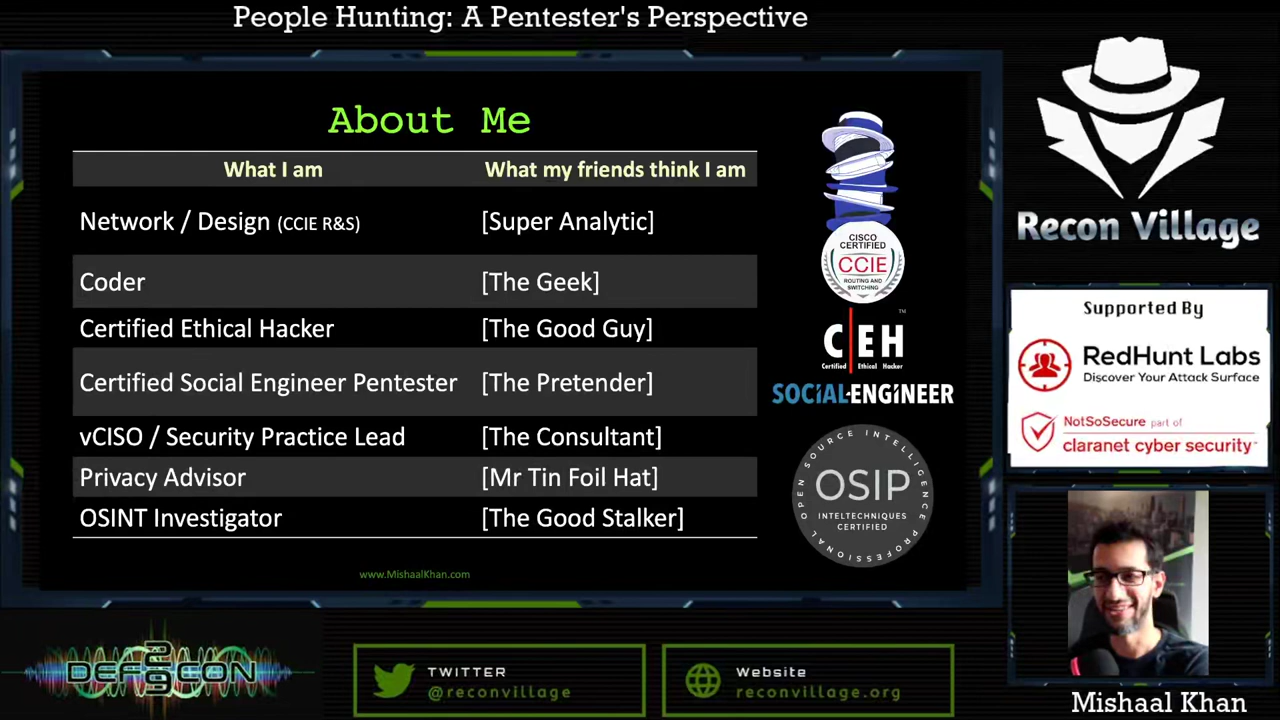 People Hunting: A Pentester's Perspective
About Me
What I am What my friends think I am
Network / Design (CCIE R&S) [Super Analytic]
Coder [The Geek]
Certified Ethical Hacker [The Good Guy]
Certified Social Engineer Pentester [The Pretender]
vCISO / Security Practice Lead [The Consultant]
Privacy Advisor [Mr Tin Foil Hat]
OSINT Investigator [The Good Stalker]
www.MishaalKhan.com
CISCO
CERTIFIED
CCIE
ROUTING AND
SWITCHING
C|EH™
Certified Ethical Hacker
SOCIAL-ENGINEER
OPEN SOURCE INTELLIGENCE PROFESSIONAL
OSIP
INTELTECHNIQUES
CERTIFIED
Recon Village
Supported By
RedHunt Labs
Discover Your Attack Surface
NotSoSecure part of
claranet cyber security™
DEF CON
29
TWITTER
@reconvillage
Website
reconvillage.org
Mishaal Khan